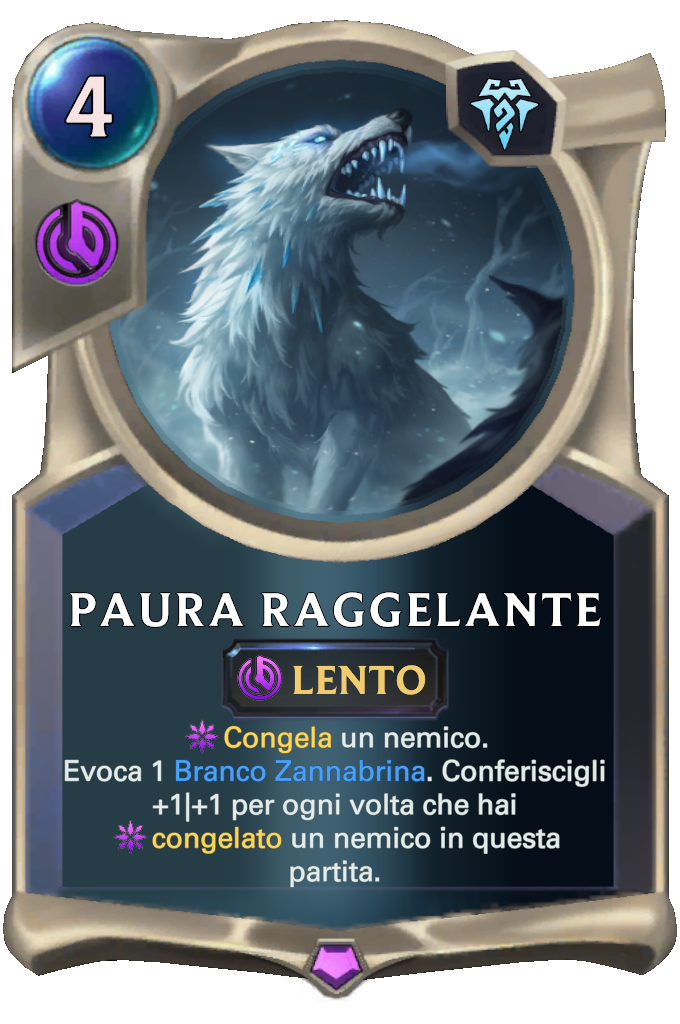 4
PAURA RAGGELANTE
LENTO
Congela un nemico.
Evoca 1 Branco Zannabrina. Conferiscigli
+1|+1 per ogni volta che hai
congelato un nemico in questa
partita.